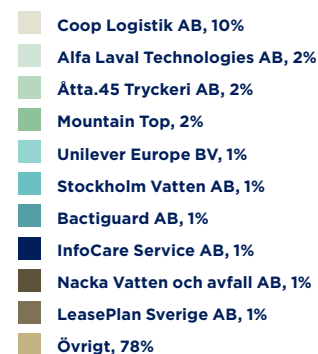 Coop Logistik AB, 10%
Alfa Laval Technologies AB, 2%
Åtta.45 Tryckeri AB, 2%
Mountain Top, 2%
Unilever Europe BV, 1%
Stockholm Vatten AB, 1%
Bactiguard AB, 1%
InfoCare Service AB, 1%
Nacka Vatten och avfall AB, 1%
LeasePlan Sverige AB, 1%
Övrigt, 78%